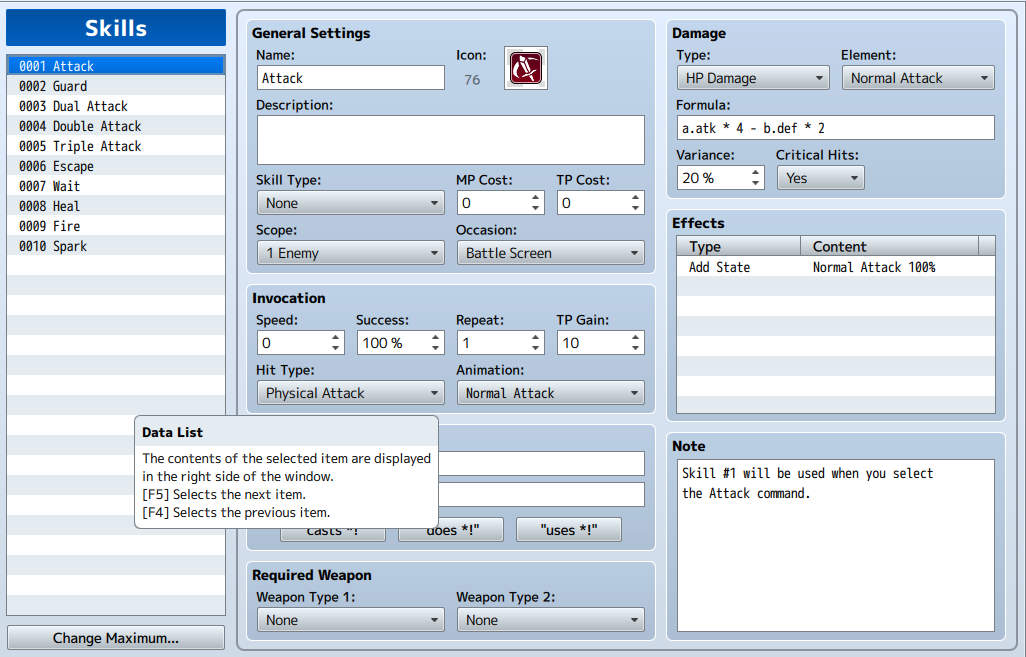 Skills
0001 Attack
0002 Guard
0003 Dual Attack
0004 Double Attack
0005 Triple Attack
0006 Escape
0007 Wait
0008 Heal
0009 Fire
0010 Spark
Change Maximum...
General Settings
Name:
Icon:
Attack
76
Description:
Skill Type:
MP Cost:
TP Cost:
None
0
0
Scope:
Occasion:
1 Enemy
Battle Screen
Invocation
Speed:
Success:
Repeat:
TP Gain:
0
100 %
1
10
Hit Type:
Animation:
Physical Attack
Normal Attack
Data List
The contents of the selected item are displayed
in the right side of the window.
[F5] Selects the next item.
[F4] Selects the previous item.
"casts *!"
"does *!"
"uses *!"
Required Weapon
Weapon Type 1:
Weapon Type 2:
None
None
Damage
Type:
Element:
HP Damage
Normal Attack
Formula:
a.atk * 4 - b.def * 2
Variance:
Critical Hits:
20 %
Yes
Effects
Type
Content
Add State
Normal Attack 100%
Note
Skill #1 will be used when you select
the Attack command.